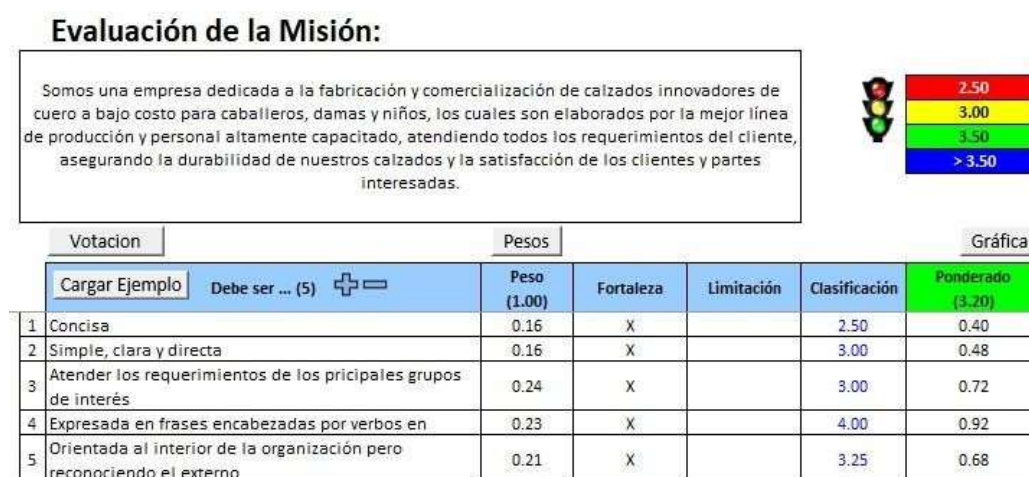 Evaluación de la Misión:
Somos una empresa dedicada a la fabricación y comercialización de calzados innovadores de
cuero a bajo costo para caballeros, damas y niños, los cuales son elaborados por la mejor línea
de producción y personal altamente capacitado, atendiendo todos los requerimientos del cliente,
asegurando la durabilidad de nuestros calzados y la satisfacción de los clientes y partes
interesadas.
2.50
3.00
3.50
> 3.50
Votacion Pesos Gráfica
Cargar Ejemplo Debe ser ... (5) Peso (1.00) Fortaleza Limitación Clasificación Ponderado (3.20)
1 Concisa 0.16 X 2.50 0.40
2 Simple, clara y directa 0.16 X 3.00 0.48
3 Atender los requerimientos de los pricipales grupos
de interés 0.24 X 3.00 0.72
4 Expresada en frases encabezadas por verbos en 0.23 X 4.00 0.92
5 Orientada al interior de la organización pero
reconociendo el externo 0.21 X 3.25 0.68